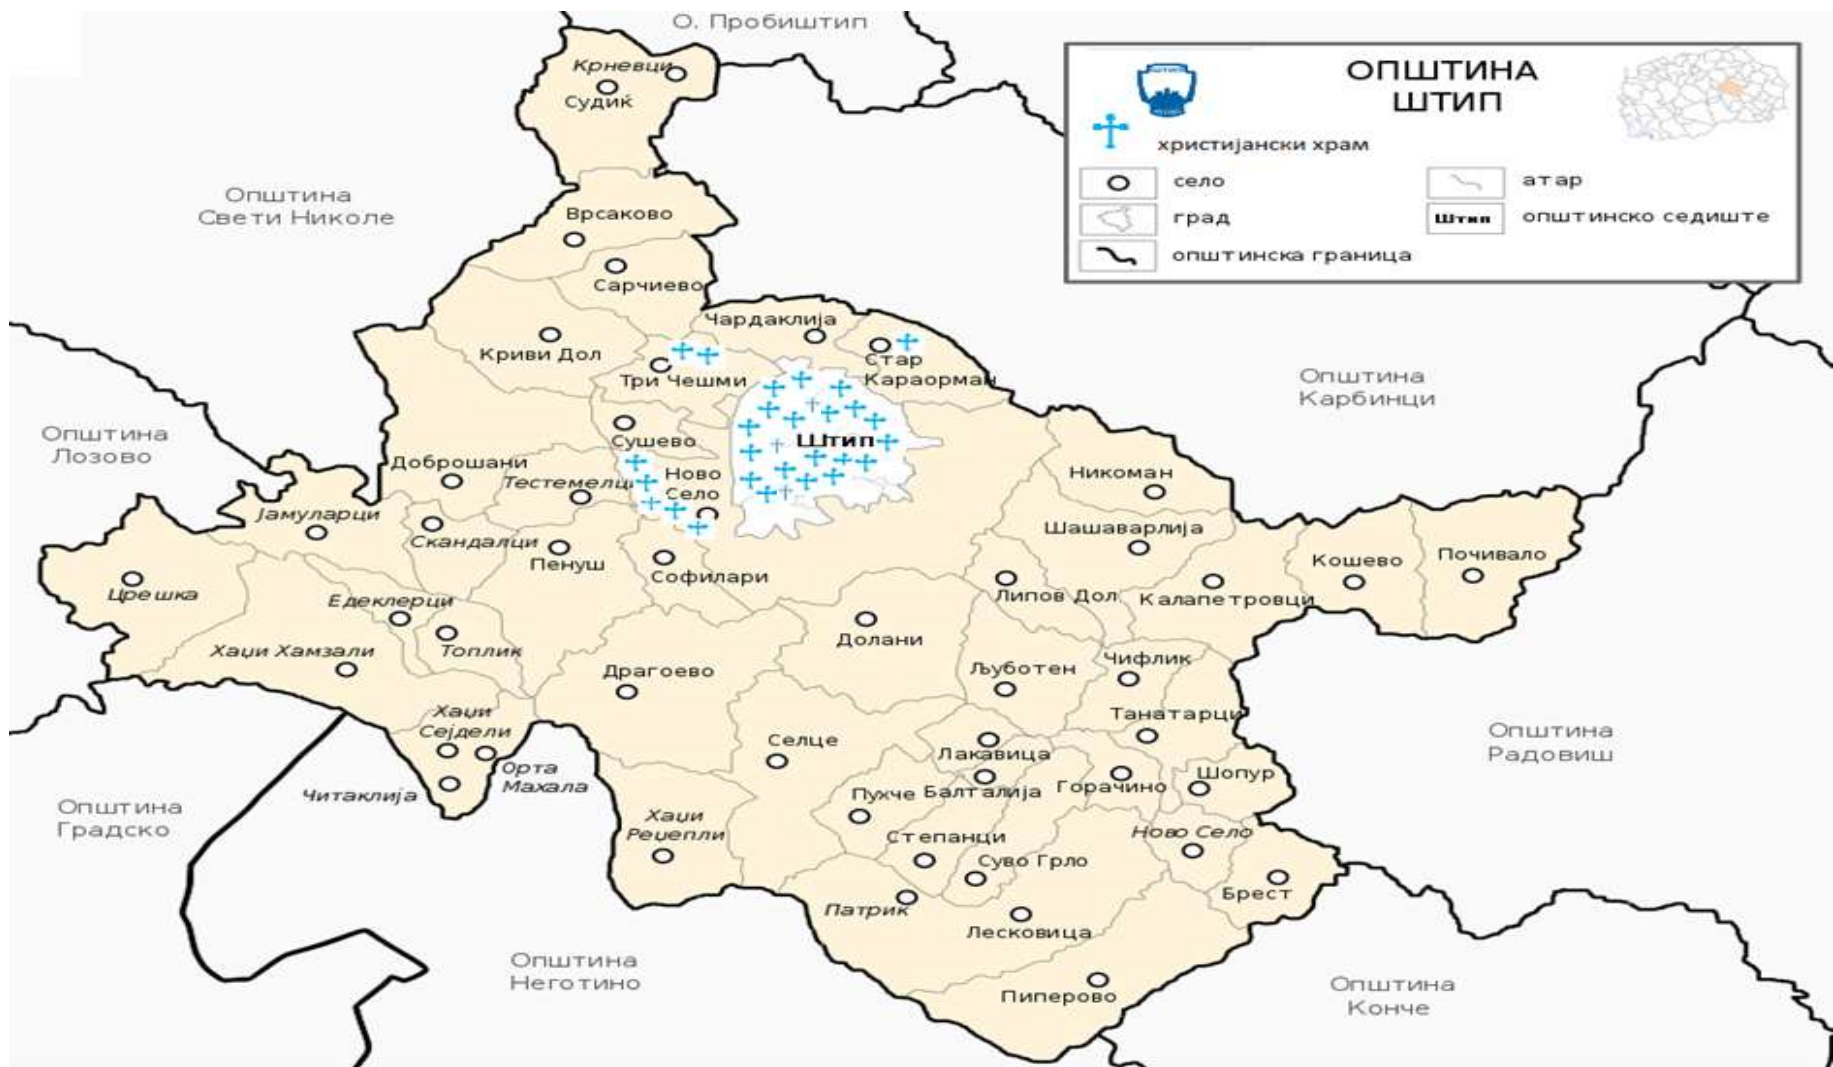 О. Пробиштип
ОПШТИНА
ШТИП
христијански храм
село
атар
град
Штип
општинско седиште
општинска граница
Крневци
Судиќ
Општина
Свети Николе
Врсаково
Сарчиево
Чардаклија
Криви Дол
Стар
Караорман
Три Чешми
Општина
Карбинци
Општина
Лозово
Сушево
Штип
Доброшани
Тестемелци
Ново
Село
Никоман
Јамуларци
Скандалци
Пенуш
Софилари
Шашаварлија
Кошево
Почивало
Црешка
Едеклерци
Липов Дол
Калапетровци
Хаџи Хамзали
Топлик
Драгоево
Долани
Љуботен
Чифлик
Танатарци
Хаџи
Сејдели
Орта
Махала
Читаклија
Селце
Лакавица
Општина
Радовиш
Општина
Градско
Пухче
Балталија
Горачино
Шопур
Хаџи
Реџепли
Степанци
Суво Грло
Ново Село
Брест
Патрик
Лесковица
Општина
Неготино
Пиперово
Општина
Конче